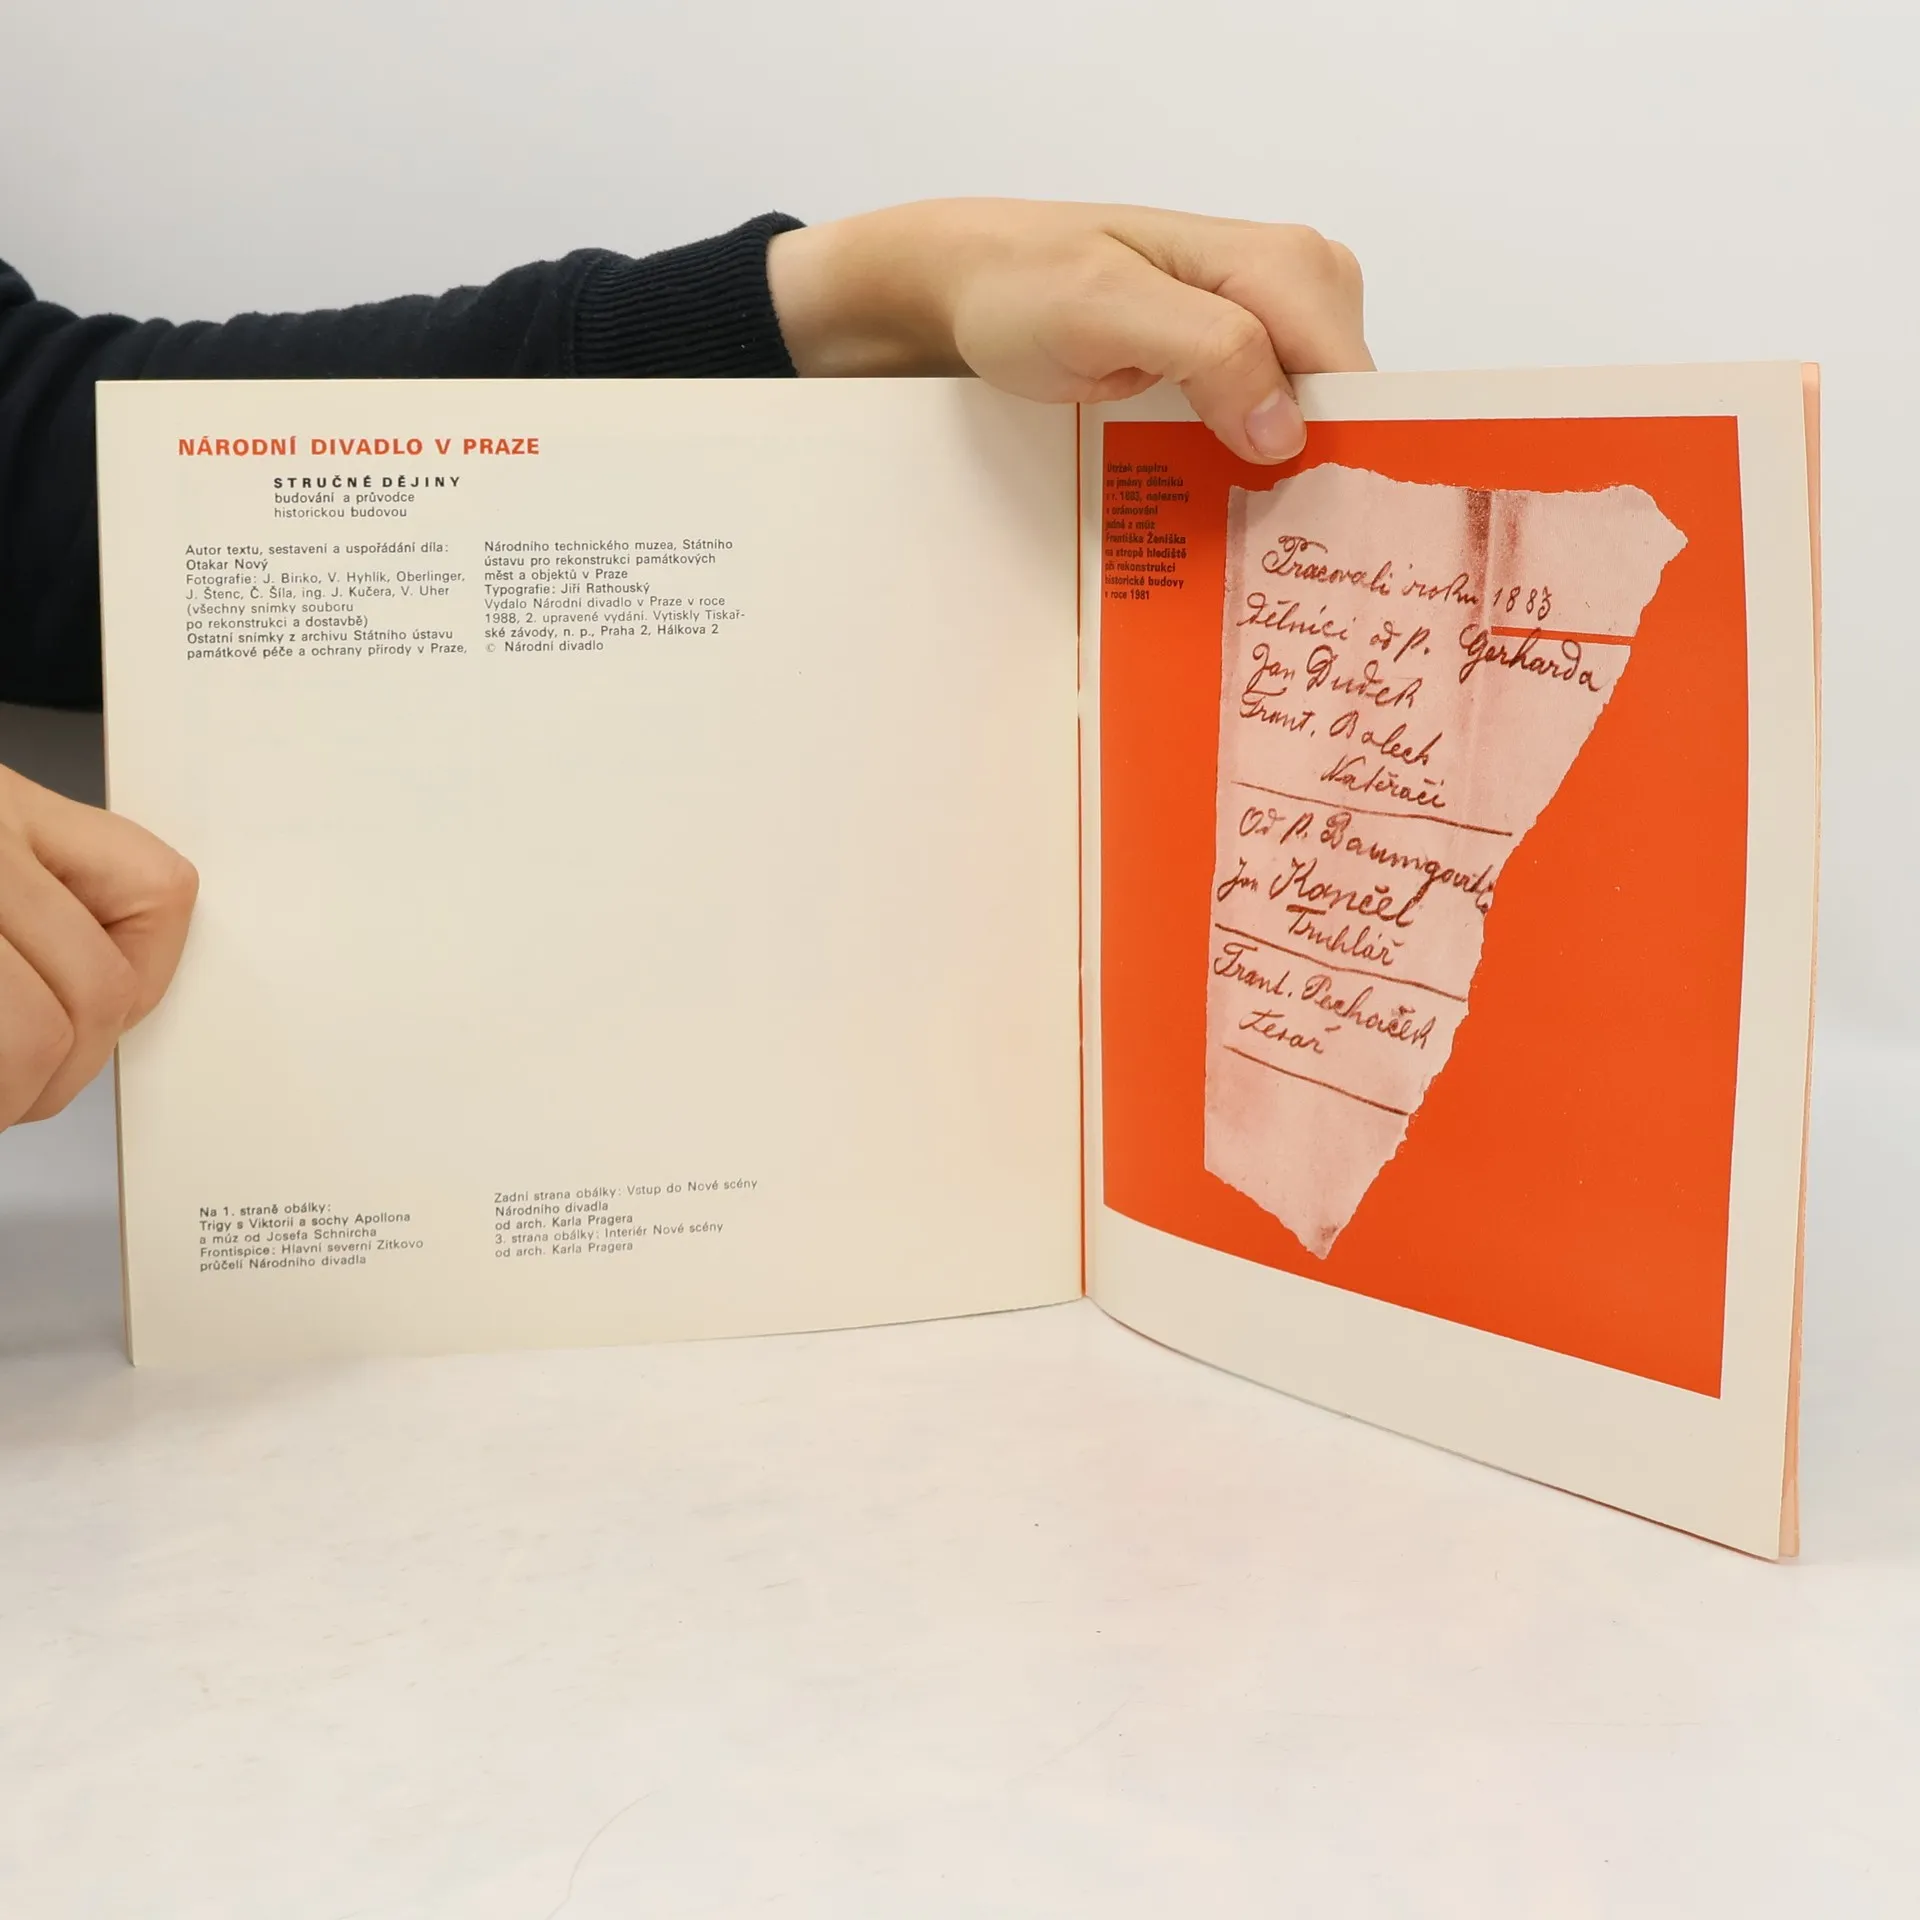 NÁRODNÍ DIVADLO V PRAZE
STRUČNÉ DĚJINY
budování a průvodce
historickou budovou
Autor textu, sestavení a uspořádání díla:
Otakar Nový
Fotografie: J. Binko, V. Hyhlík, Oberlinger,
J. Štenc, Č. Šíla, ing. J. Kučera, V. Uher
(všechny snímky souboru
po rekonstrukci a dostavbě)
Ostatní snímky z archivu Státního ústavu
památkové péče a ochrany přírody v Praze,
Národního technického muzea, Státního
ústavu pro rekonstrukci památkových
měst a objektů v Praze
Typografie: Jiří Rathouský
Vydalo Národní divadlo v Praze v roce
1988, 2. upravené vydání. Vytiskly Tiskař-
ské závody, n. p., Praha 2, Hálkova 2
© Národní divadlo
Na 1. straně obálky:
Trigy s Viktorií a sochy Apollona
a múz od Josefa Schnircha
Frontispice: Hlavní severní Zítkovo
průčelí Národního divadla
Zadní strana obálky: Vstup do Nové scény
Národního divadla
od arch. Karla Pragera
3. strana obálky: Interiér Nové scény
od arch. Karla Pragera
Útržek papíru
se jmény dělníků
z r. 1883, nalezený
v orámování
jedné z múz
Františka Ženíška
na stropě hlediště
při rekonstrukci
historické budovy
v roce 1981
Pracovali roku 1883
dělníci od p. Gerharda
Jan Dudek
Frant. Bolech
Natěrači
Od p. Baumgartl
Jan Kančel
Truhlář
Frant. Pechaček
tesař